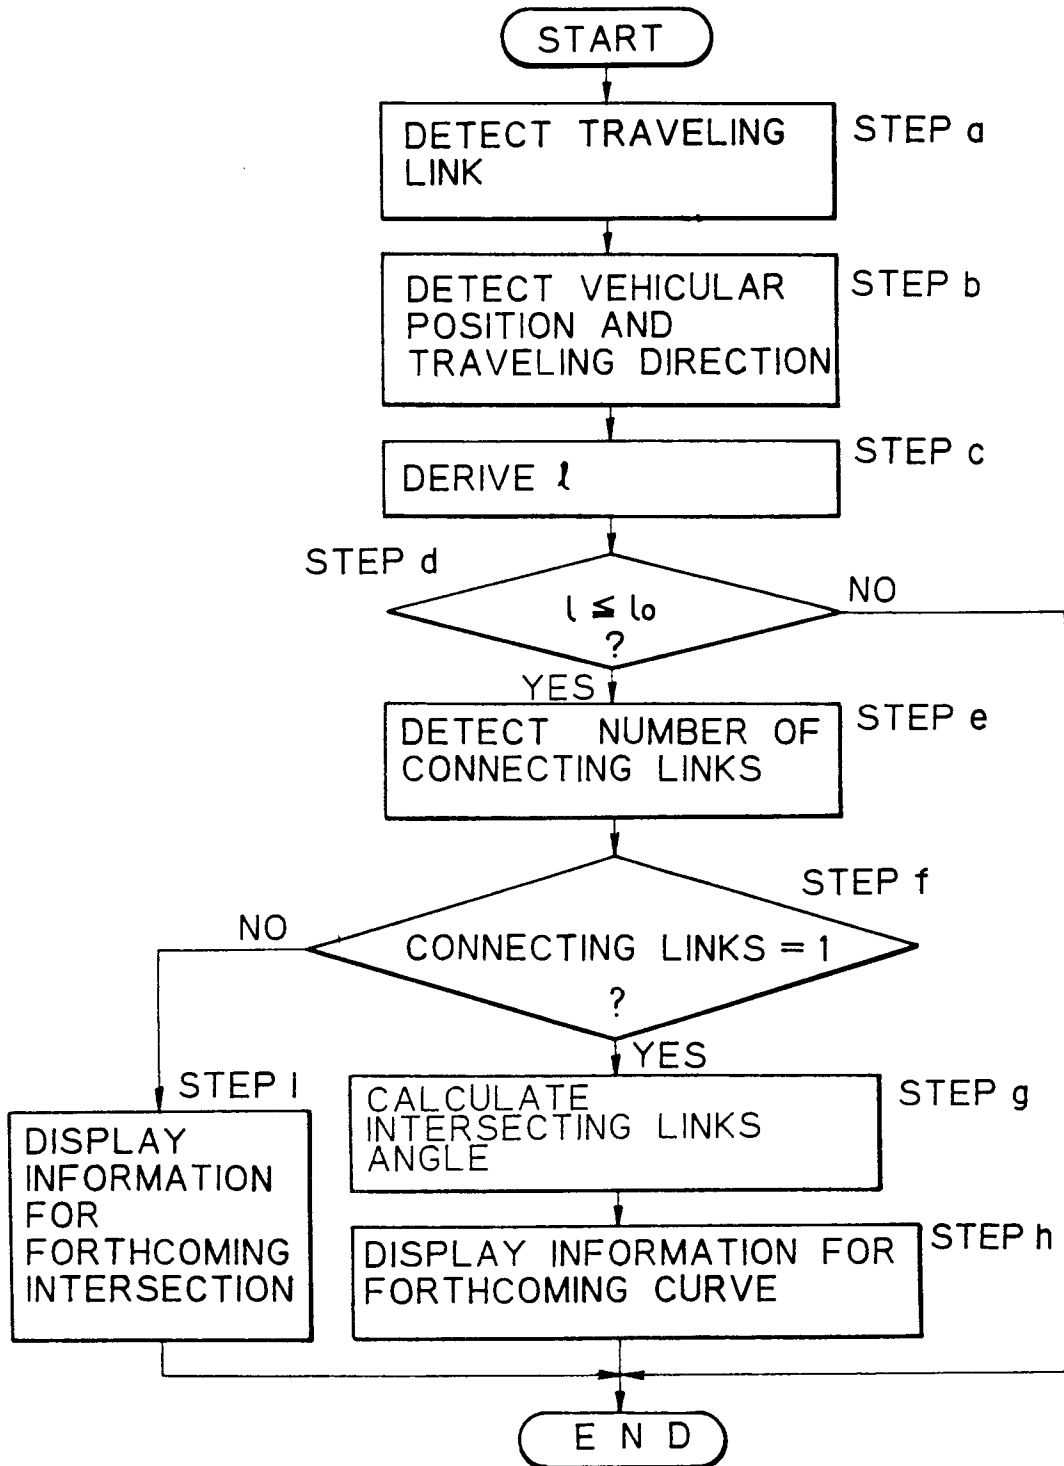 START
DETECT TRAVELING
LINK
STEP a
DETECT VEHICULAR
POSITION AND
TRAVELING DIRECTION
STEP b
DERIVE l
STEP c
STEP d
l ≦ lo
?
NO
YES
DETECT NUMBER OF
CONNECTING LINKS
STEP e
STEP f
NO
CONNECTING LINKS = 1
?
YES
STEP I
DISPLAY
INFORMATION
FOR
FORTHCOMING
INTERSECTION
CALCULATE
INTERSECTING LINKS
ANGLE
STEP g
DISPLAY INFORMATION FOR
FORTHCOMING CURVE
STEP h
END